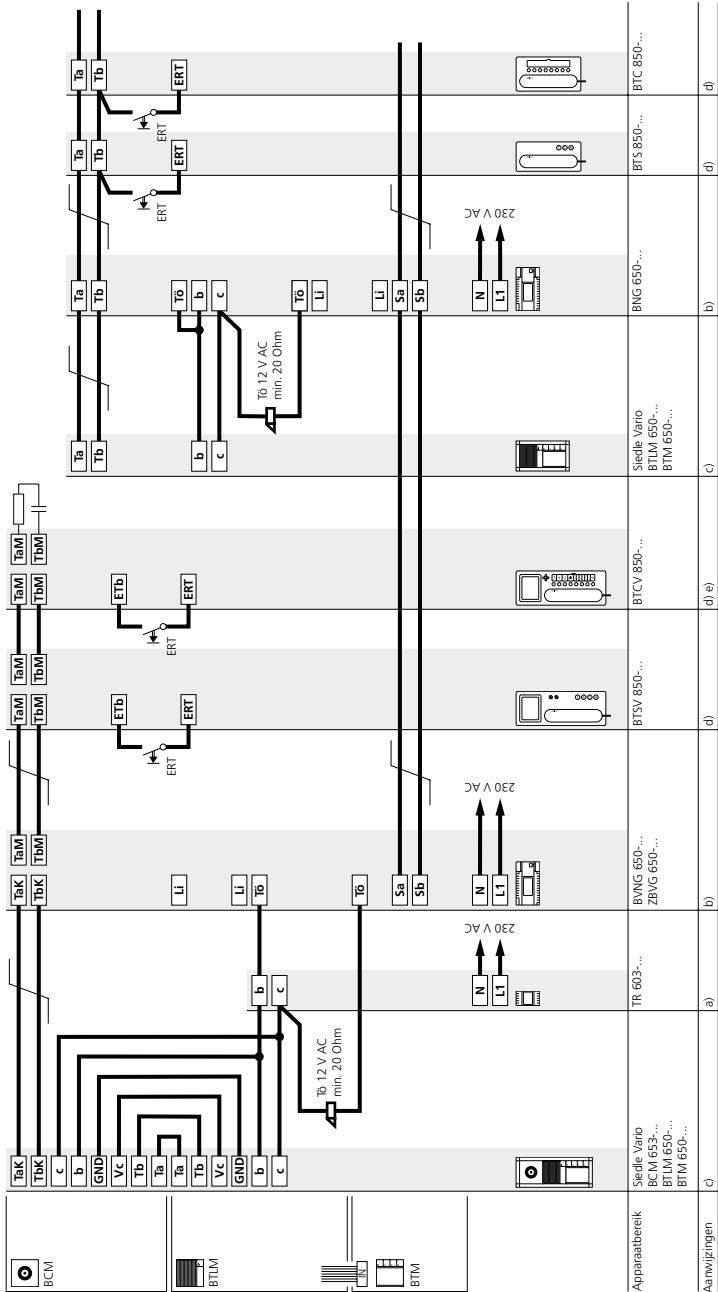 BCM
BTLM
IN
BTM
TaK
TbK
c
b
GND
Vc
Tb
Ta
Ta
Tb
Vc
GND
b
c
Tö 12 V AC
min. 20 Ohm
b
c
N
L1
230 V AC
TaK
TbK
TaM
TbM
Li
Li
Tö
Tö
Sa
Sb
N
L1
230 V AC
TaM
TbM
TaM
TbM
ETb
ERT
ERT
TaM
TbM
TaM
TbM
ETb
ERT
ERT
Ta
Tb
b
c
Tö 12 V AC
min. 20 Ohm
Ta
Tb
Tö
b
c
Tö
Li
Li
Sa
Sb
N
L1
230 V AC
Ta
Tb
ERT
ERT
Ta
Tb
ERT
ERT
Apparaatbereik
Siedle Vario
BCM 653-...
BTLM 650-...
BTM 650-...
TR 603-...
BVNG 650-...
ZBVG 650-...
BTSV 850-...
BTCV 850-...
Siedle Vario
BTLM 650-...
BTM 650-...
BNG 650-...
BTS 850-...
BTC 850-...
Aanwijzingen
c)
a)
b)
d)
d) e)
c)
b)
d)
d)